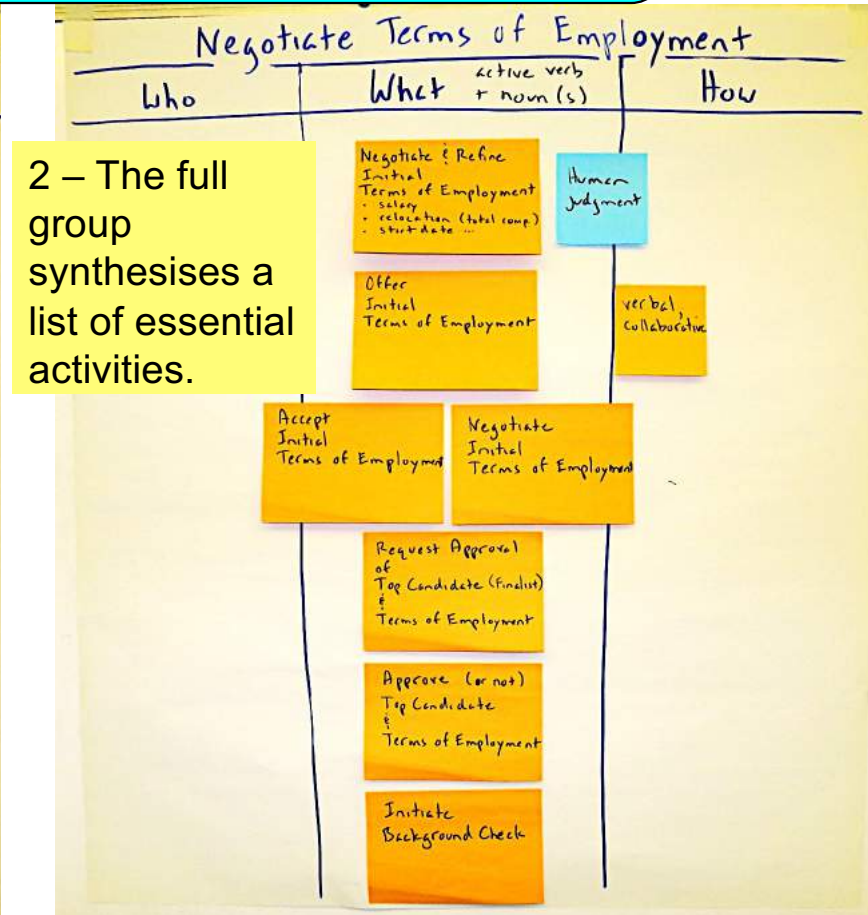 Negotiate Terms of Employment
Who
What
active verb
+ noun (s)
How
2 – The full
group
synthesises a
list of essential
activities.
Negotiate & Refine
Initial
Terms of Employment
• salary
• relocation (total comp.)
• start date ...
Human
judgment
Offer
Initial
Terms of Employment
verbal,
collaborative
Accept
Initial
Terms of Employment
Negotiate
Initial
Terms of Employment
Request Approval
of
Top Candidate (Finalist)
&
Terms of Employment
Approve (or not)
Top Candidate
&
Terms of Employment
Initiate
Background Check